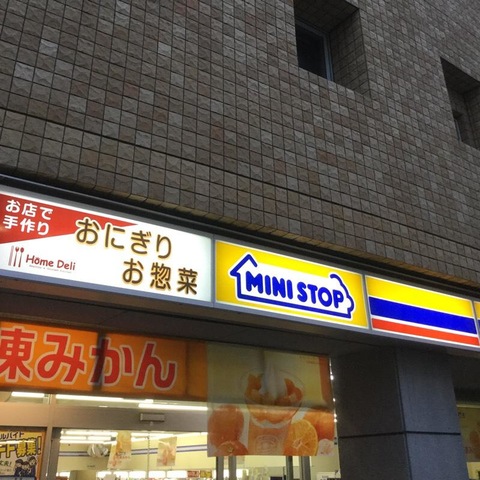 お店で
手作り
おにぎり
お惣菜
Home Deli
MINI STOP
凍みかん